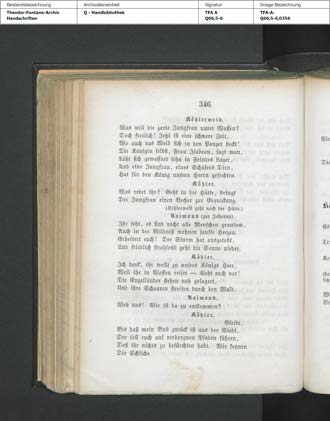 Bestandsbezeichnung
Archivalieneinheit
Signatur
Image-Bezeichnung
Theodor-Fontane-Archiv
Handschriften
Q - Handbibliothek
TFA A
Q66,5-6
TFA-A-
Q66,5-6,0356
346
Köhlerweib.
Was will die zarte Jungfrau unter Waffen?
Doch freilich! Jetzt ist eine schwere Zeit,
Wo auch das Weib sich in den Panzer steckt!
Die Königin selbst, Frau Isabeau, sagt man,
Läßt sich gewaffnet sehn in Feindes Lager,
Und eine Jungfrau, eines Schäfers Dirn,
Hat für den König unsern Herrn gefochten.
Köhler.
Was redet ihr? Geht in die Hütte, bringt
Der Jungfrau einen Becher zur Erquickung.
(Köhlerweib geht nach der Hütte.)
Raimond (zur Johanna).
Ihr seht, es sind nicht alle Menschen grausam,
Auch in der Wildniß wohnen sanfte Herzen.
Erheitert euch! Der Sturm hat ausgetobt,
Und friedlich strahlend geht die Sonne nieder.
Köhler.
Ich denk', ihr wollt zu unsers Königs Heer,
Weil ihr in Waffen reiset — Seht euch vor!
Die Engelländer stehen nah gelagert,
Und ihre Schaaren streifen durch den Wald.
Raimond.
Weh uns! Wie ist da zu entkommen?
Köhler.
Bleibt,
Bis daß mein Bub zurück ist aus der Stadt,
Der soll euch auf verborgnen Pfaden führen,
Daß ihr nichts zu befürchten habt. Wir kennen
Die Schliche.